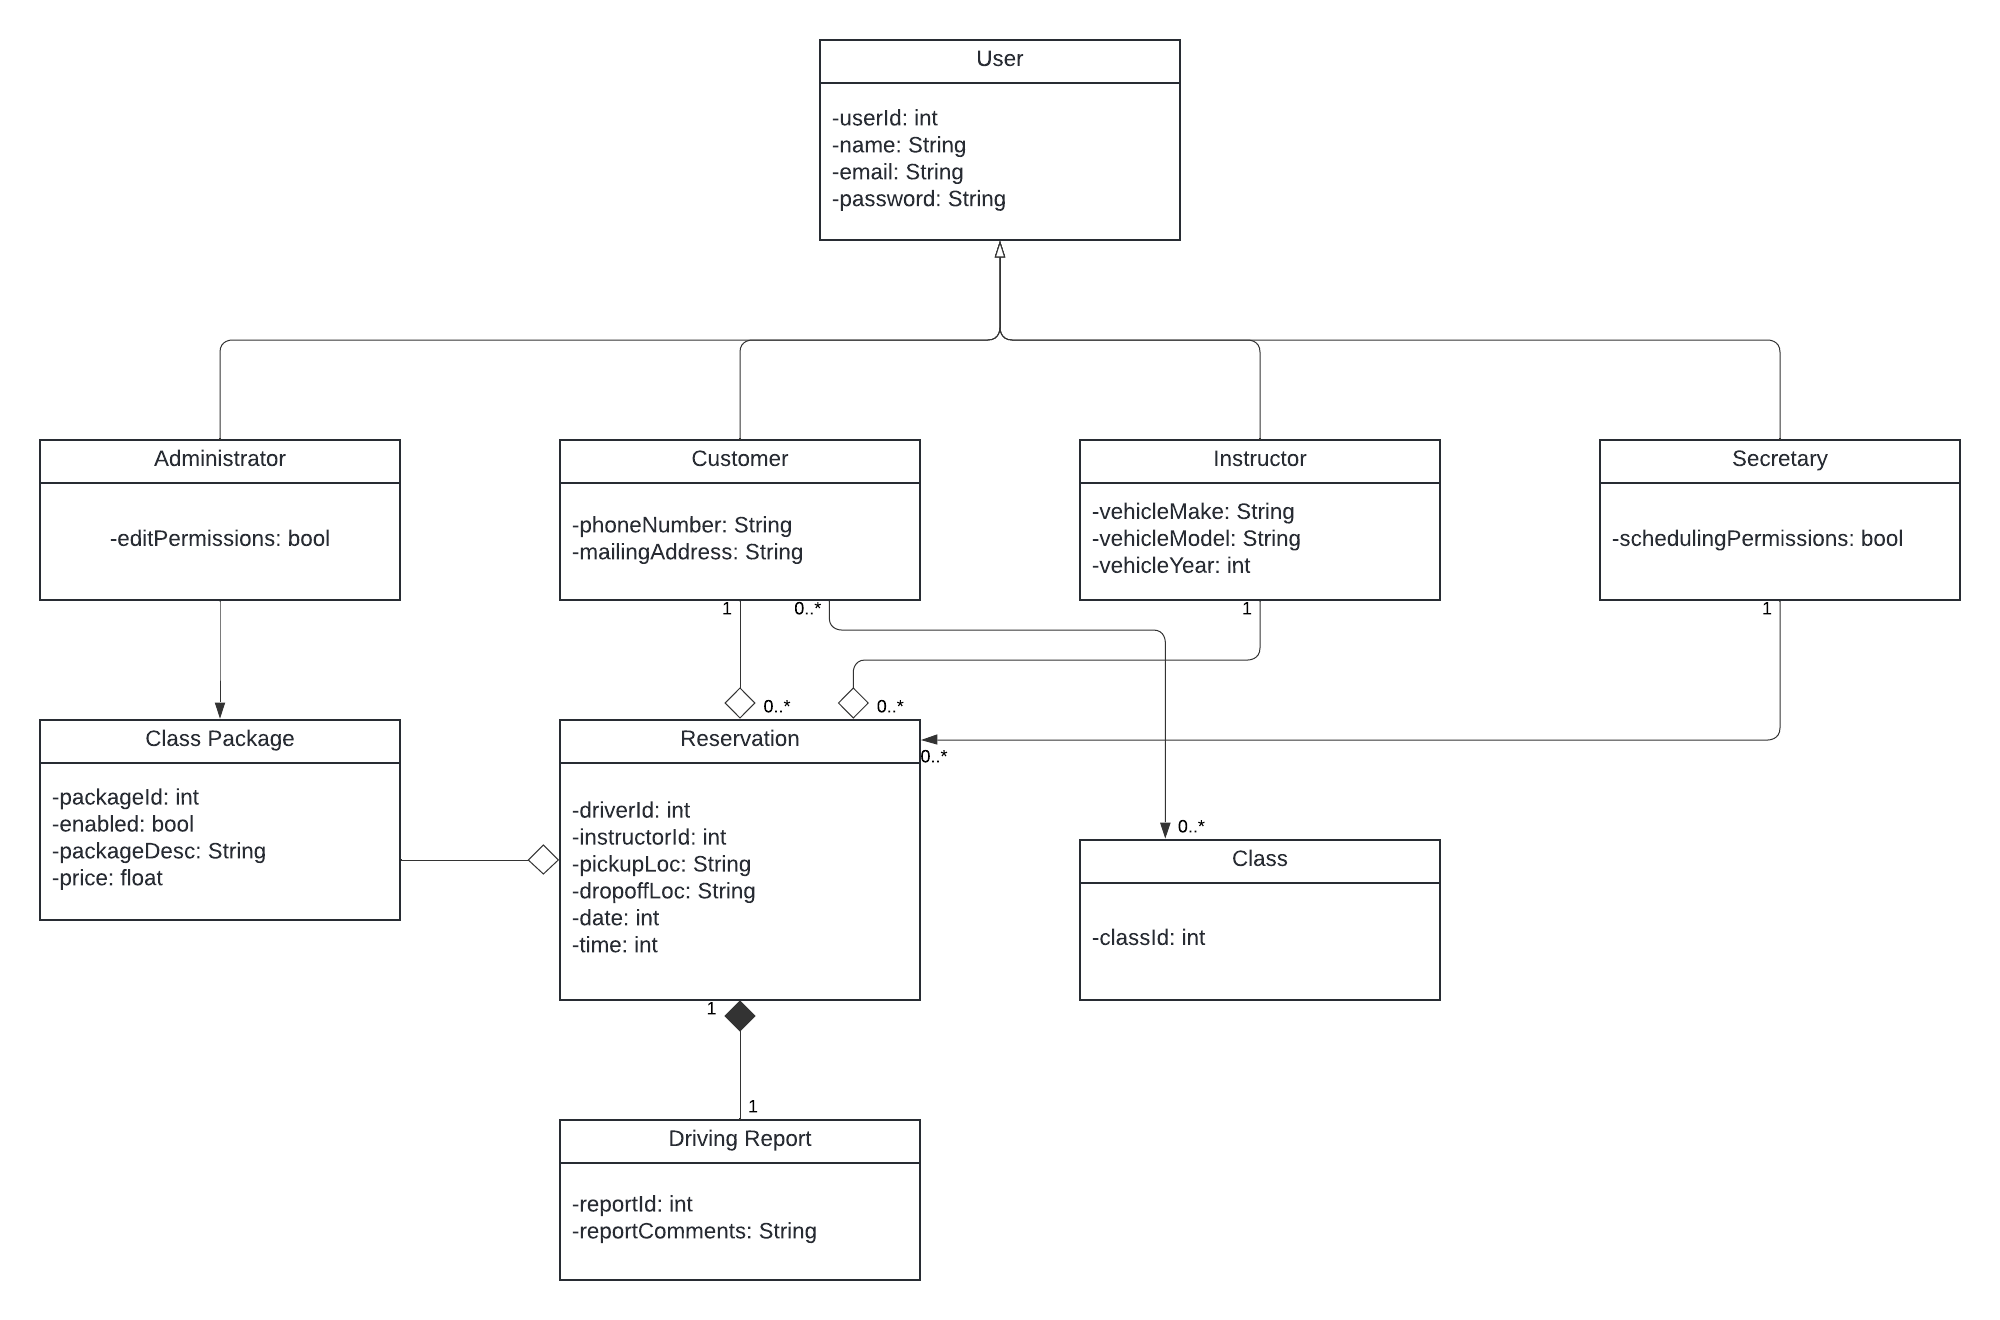 User
-userId: int
-name: String
-email: String
-password: String
Administrator
-editPermissions: bool
Customer
-phoneNumber: String
-mailingAddress: String
Instructor
-vehicleMake: String
-vehicleModel: String
-vehicleYear: int
Secretary
-schedulingPermissions: bool
1
0..*
1
1
0..*
0..*
Class Package
-packageId: int
-enabled: bool
-packageDesc: String
-price: float
Reservation
0..*
-driverId: int
-instructorId: int
-pickupLoc: String
-dropoffLoc: String
-date: int
-time: int
0..*
Class
-classId: int
1
1
Driving Report
-reportId: int
-reportComments: String